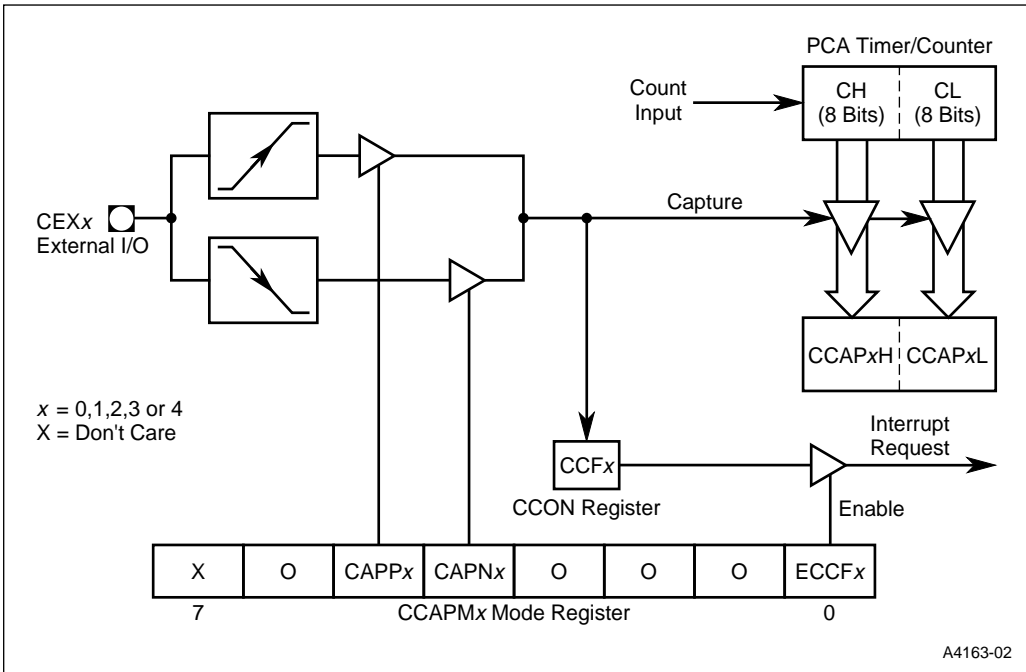 PCA Timer/Counter
Count
Input
CH
(8 Bits)
CL
(8 Bits)
CEXx
External I/O
Capture
CCAPxH
CCAPxL
x = 0,1,2,3 or 4
X = Don't Care
Interrupt
Request
CCFx
CCON Register
Enable
X O CAPPx CAPNx O O O ECCFx
7 CCAPMx Mode Register 0
A4163-02